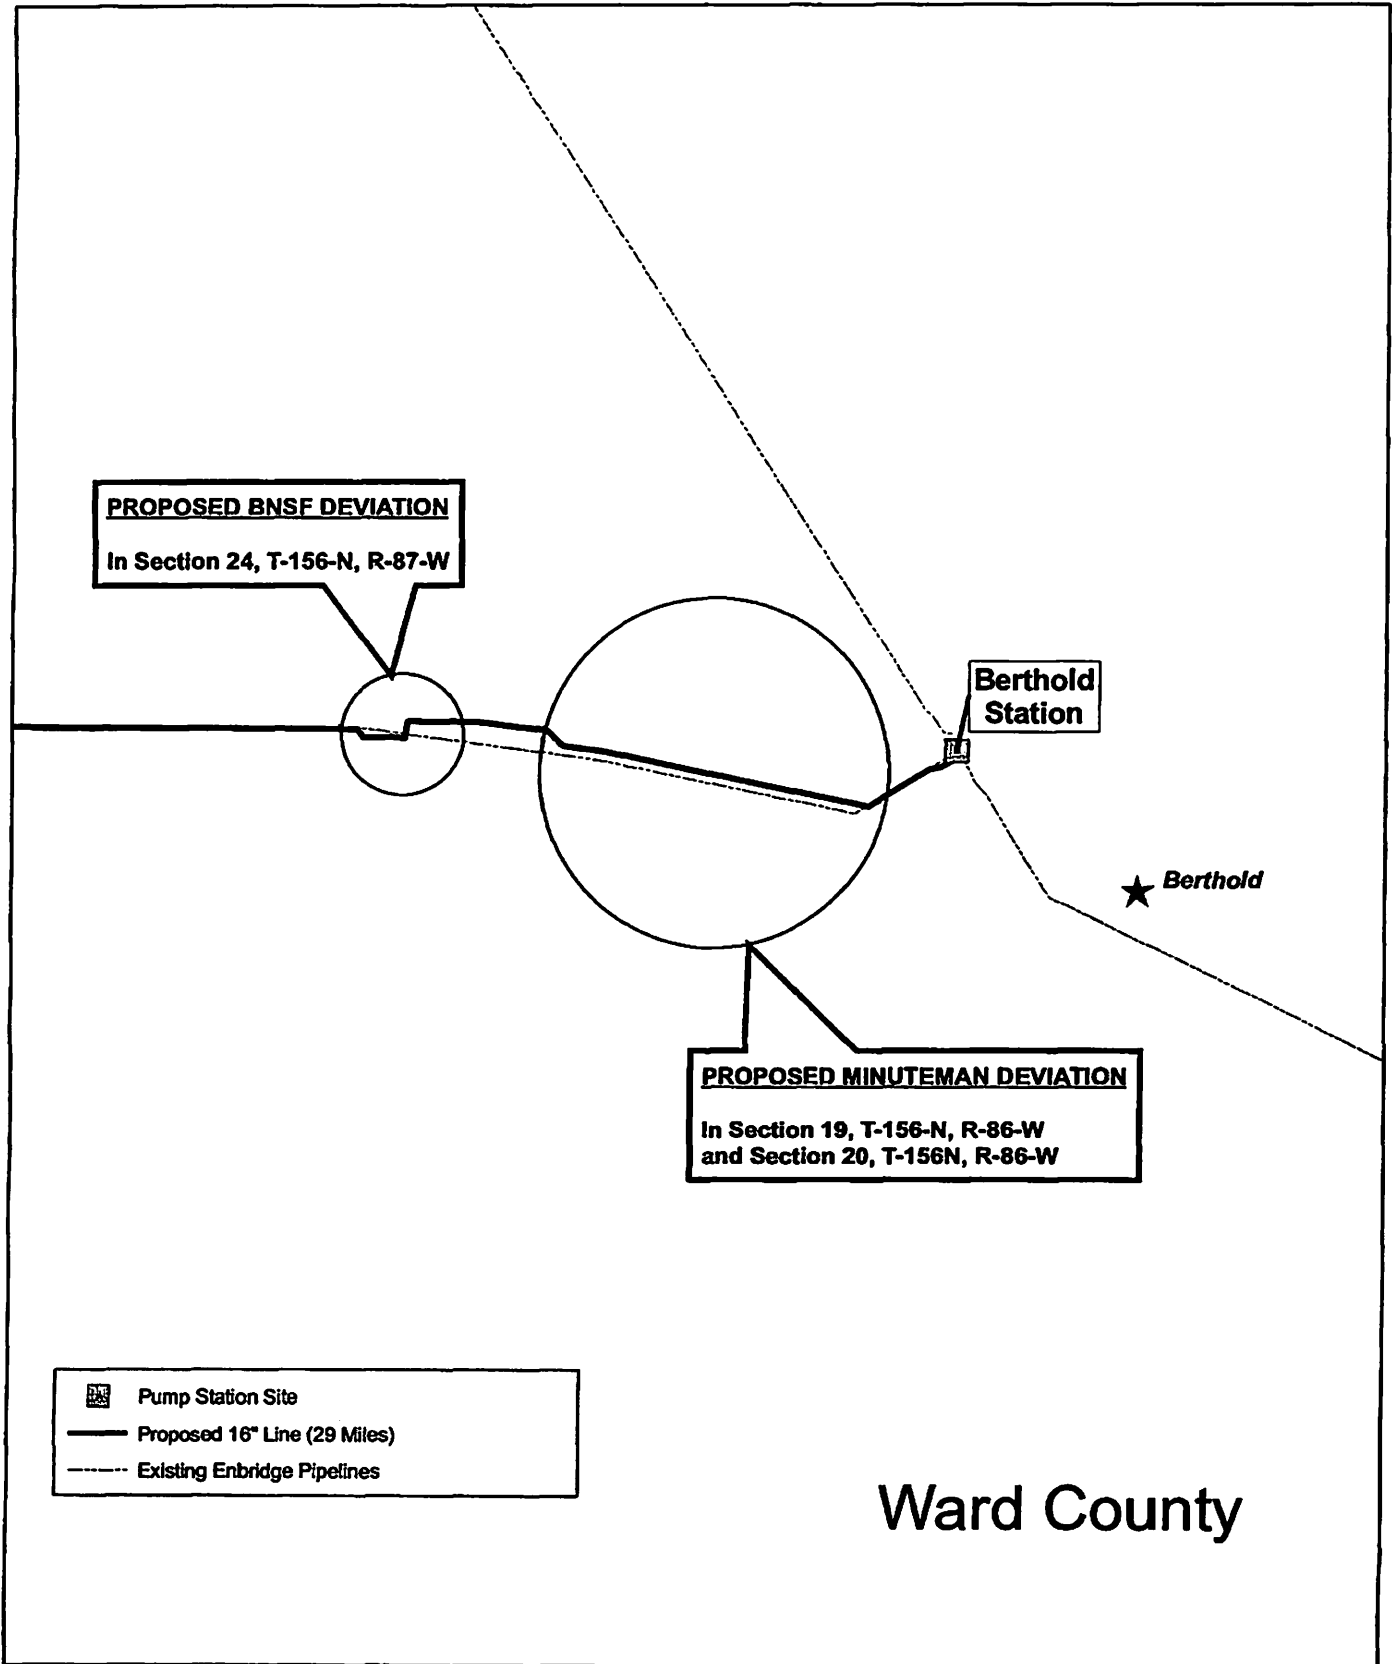 PROPOSED BNSF DEVIATION
In Section 24, T-156-N, R-87-W
Berthold
Station
Berthold
PROPOSED MINUTEMAN DEVIATION
In Section 19, T-156-N, R-86-W
and Section 20, T-156N, R-86-W
Pump Station Site
Proposed 16" Line (29 Miles)
Existing Enbridge Pipelines
Ward County